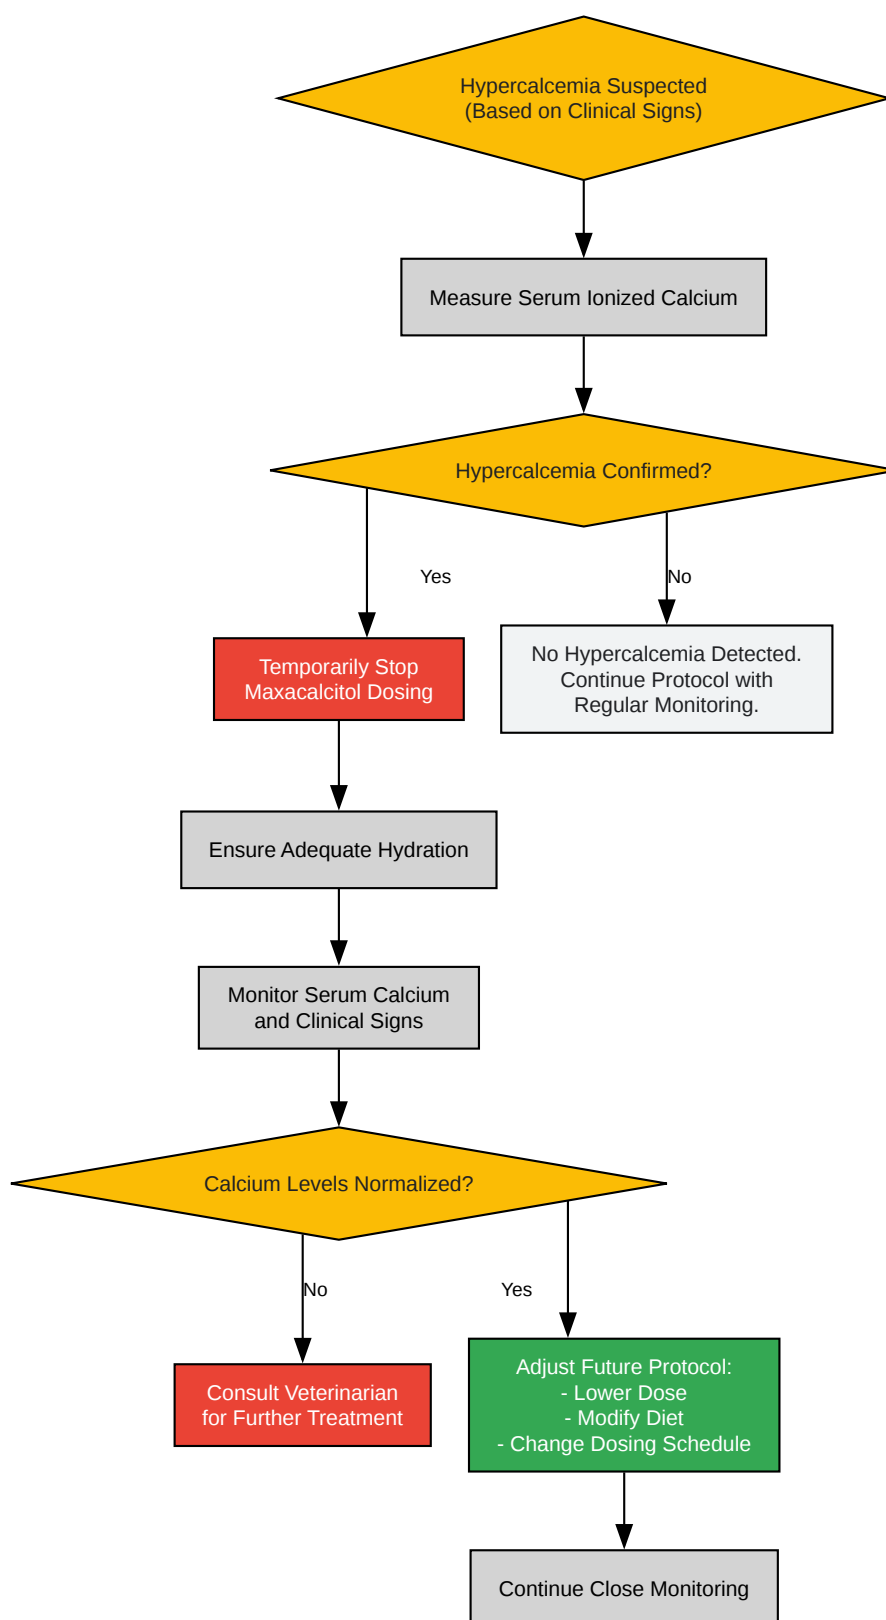 Hypercalcemia Suspected
(Based on Clinical Signs)
Measure Serum Ionized Calcium
Hypercalcemia Confirmed?
Yes
No
Temporarily Stop
Maxacalcitol Dosing
No Hypercalcemia Detected.
Continue Protocol with
Regular Monitoring.
Ensure Adequate Hydration
Monitor Serum Calcium
and Clinical Signs
Calcium Levels Normalized?
No
Yes
Consult Veterinarian
for Further Treatment
Adjust Future Protocol:
- Lower Dose
- Modify Diet
- Change Dosing Schedule
Continue Close Monitoring